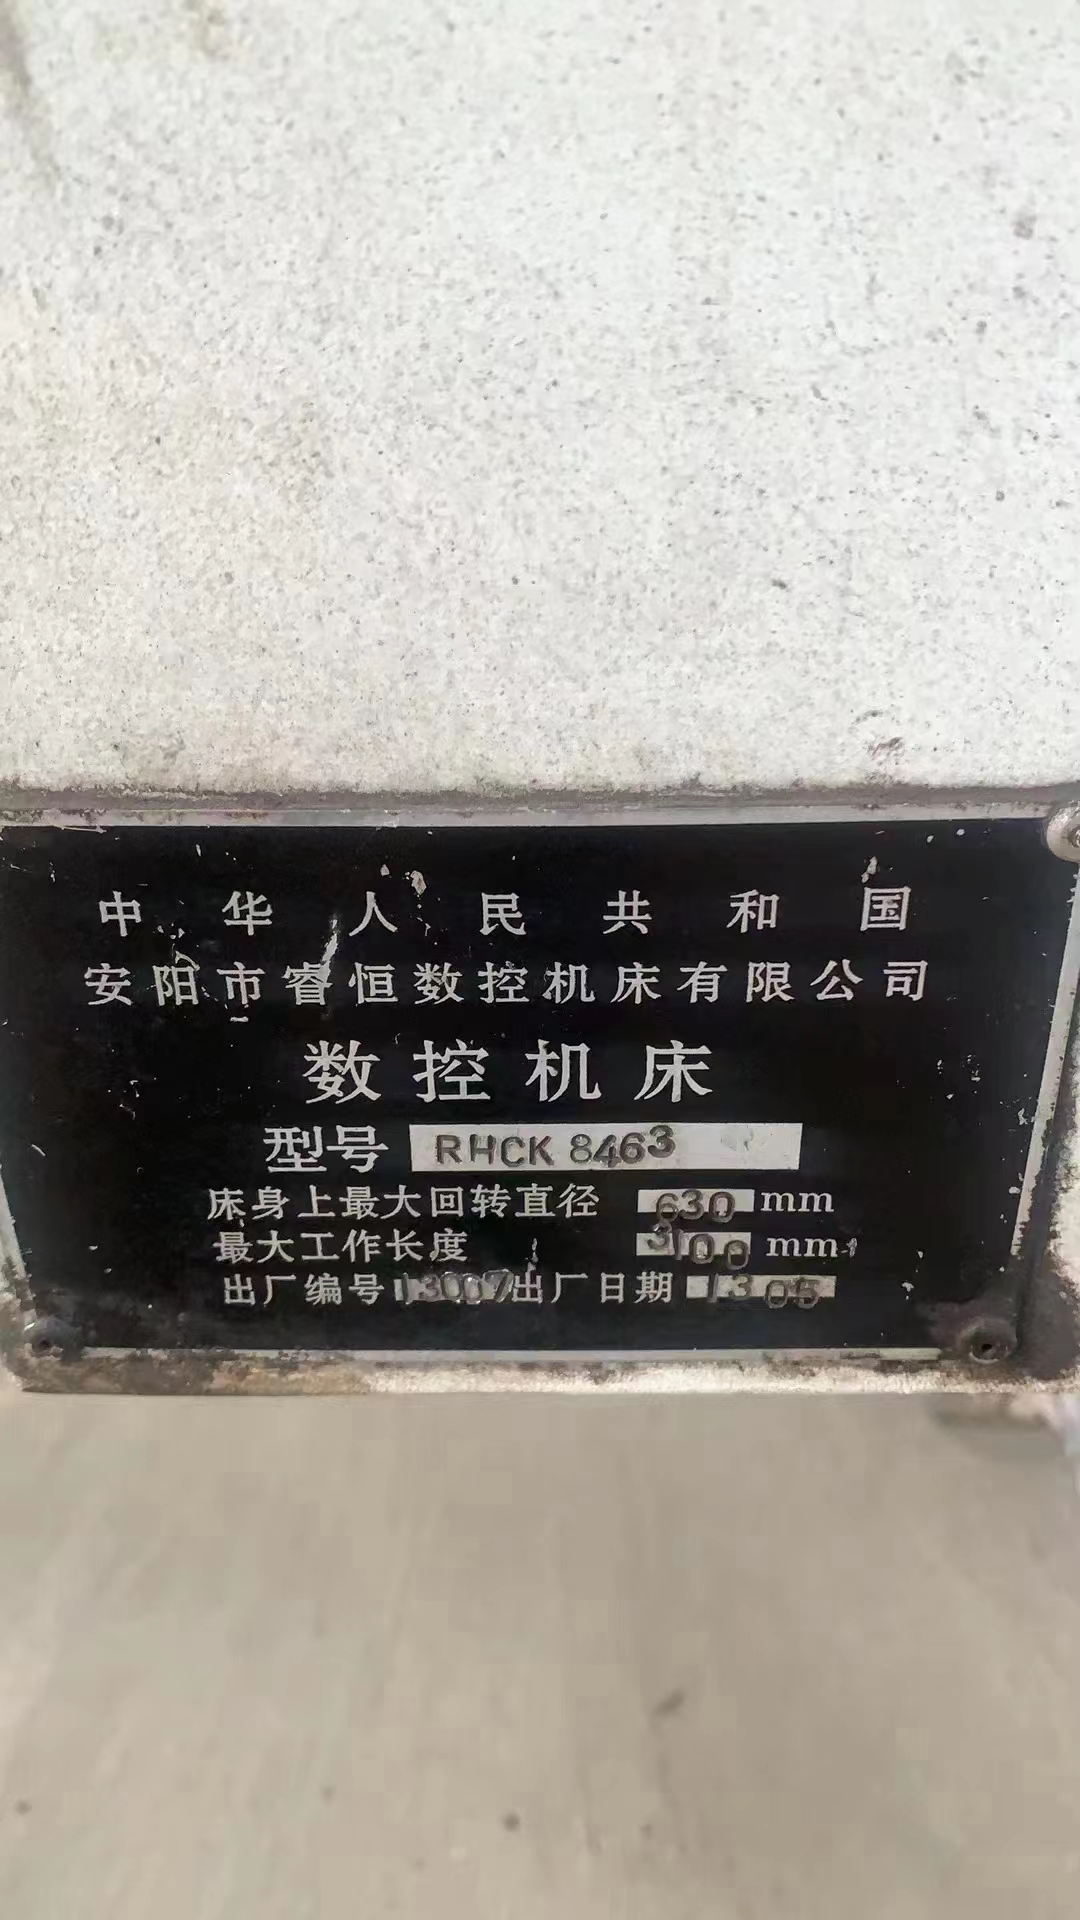 中华人民共和国
安阳市睿恒数控机床有限公司
数控机床
型号 RHCK 8463
床身上最大回转直径 630 mm
最大工作长度 3100 mm
出厂编号 13007 出厂日期 1305